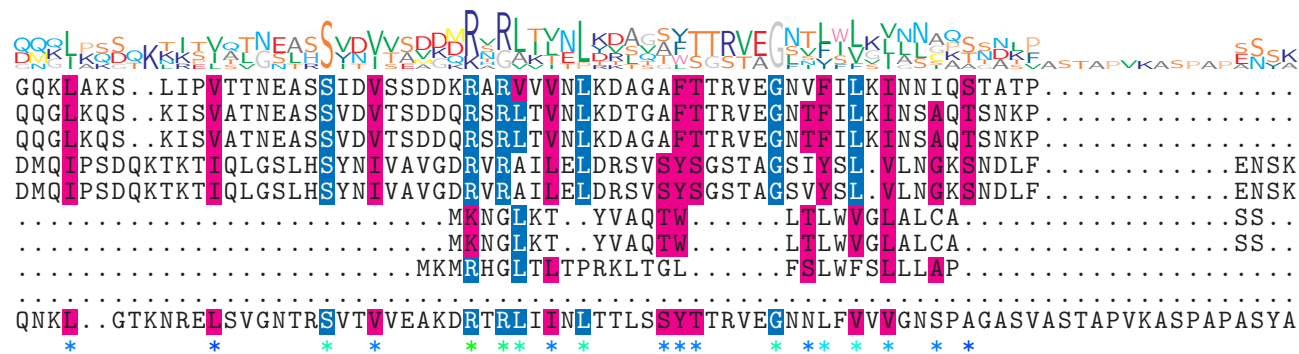 GQKLAKS..LIPVTTNEASSIDVSSDDKRARVVVNLKDAGAFTTRVEGNVFILKINNIQSTATP................
QQGLKQS..KISVATNEASSVDVTSDDQRSRLTVNLKDTGAFTTRVEGNTFILKINSAQTSNKP................
QQGLKQS..KISVATNEASSVDVTSDDQRSRLTVNLKDAGAFTTRVEGNTFILKINSAQTSNKP................
DMQIPSDQKTKTIQLGSLHSYNIVAVGDRVRAILELDRSVSYSGSTAGSIYSL.VLNGKSNDLF............ENSK
DMQIPSDQKTKTIQLGSLHSYNIVAVGDRVRAILELDRSVSYSGSTAGSVYSL.VLNGKSNDLF............ENSK
...........................MKNGLKT..YVAQTW......LTLWVGLALCA.................SS..
...........................MKNGLKT..YVAQTW......LTLWVGLALCA.................SS..
.........................MKMRHGLTLTPRKLTGL......FSLWFSLLLAP.....................
................................................................................
QNKL..GTKNRELSVGNTRSVTVVEAKDRTRLIINLTTLSSYTTRVEGNNLFVVVGNSPAGASVASTAPVKASPAPASYA
* * * * * * * * * * * * * * * * * * *